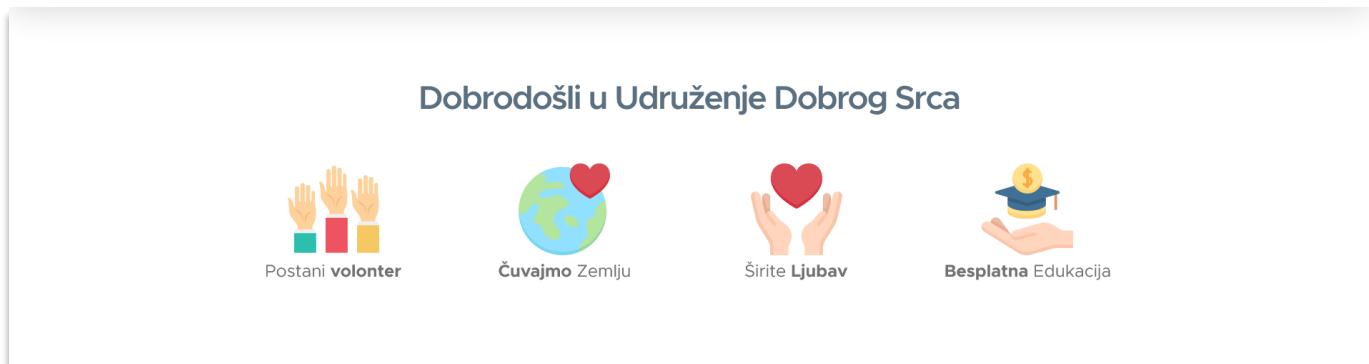 Dobrodošli u Udruženje Dobrog Srca
Postani volonter
Čuvajmo Zemlju
Širite Ljubav
Besplatna Edukacija